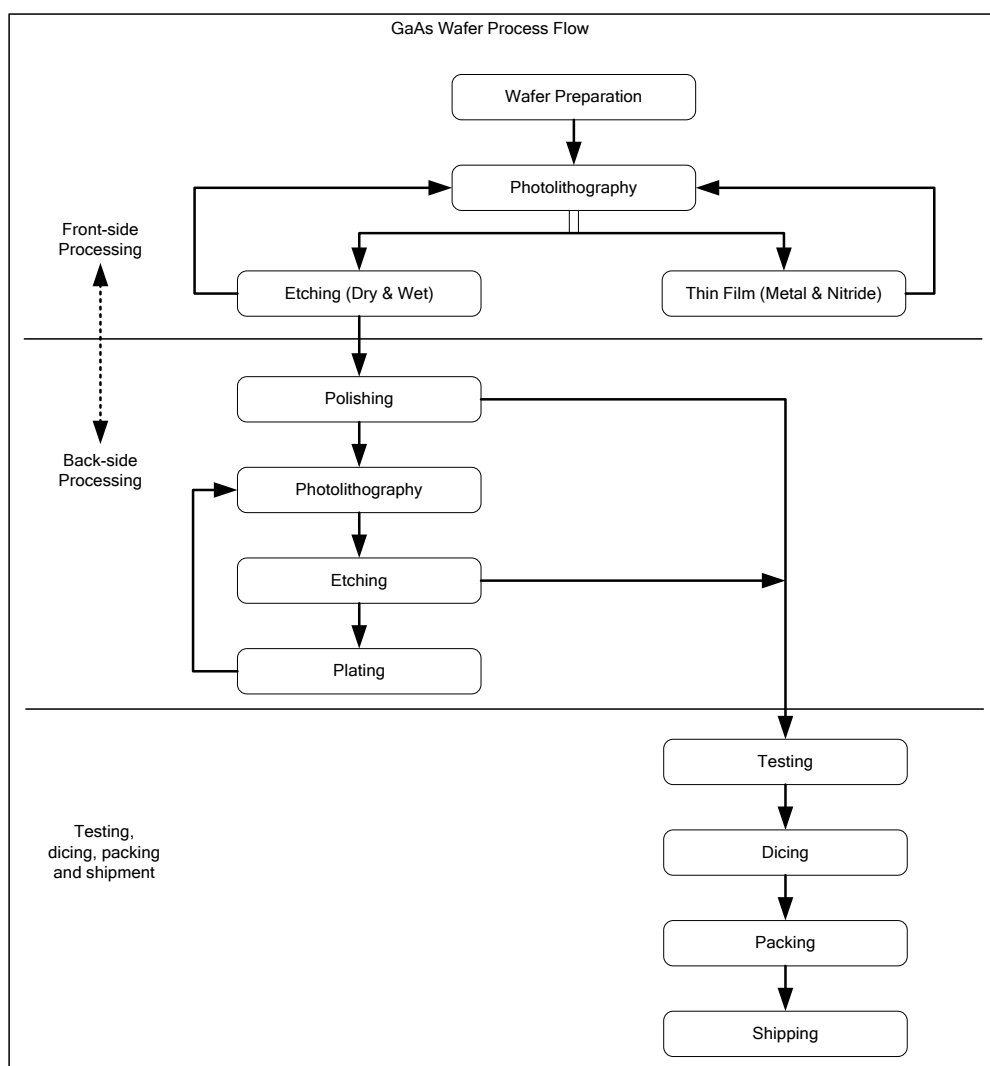 GaAs Wafer Process Flow
Wafer Preparation
Photolithography
Front-side
Processing
Etching (Dry & Wet)
Thin Film (Metal & Nitride)
Polishing
Back-side
Processing
Photolithography
Etching
Plating
Testing
Testing,
dicing, packing
and shipment
Dicing
Packing
Shipping